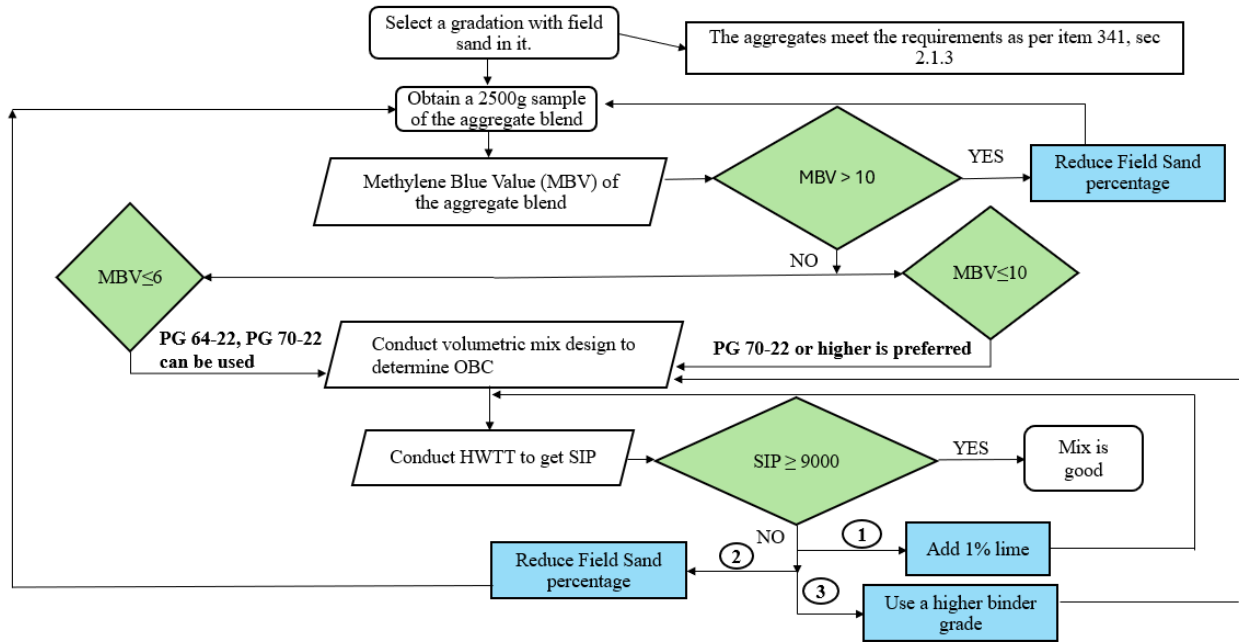 Select a gradation with field
sand in it.
The aggregates meet the requirements as per item 341, sec
2.1.3
Obtain a 2500g sample
of the aggregate blend
Methylene Blue Value (MBV) of
the aggregate blend
MBV > 10
YES
Reduce Field Sand
percentage
NO
MBV≤6
MBV≤10
PG 64-22, PG 70-22
can be used
Conduct volumetric mix design to
determine OBC
PG 70-22 or higher is preferred
Conduct HWTT to get SIP
SIP ≥ 9000
YES
Mix is
good
NO
1
Add 1% lime
2
Reduce Field Sand
percentage
3
Use a higher binder
grade